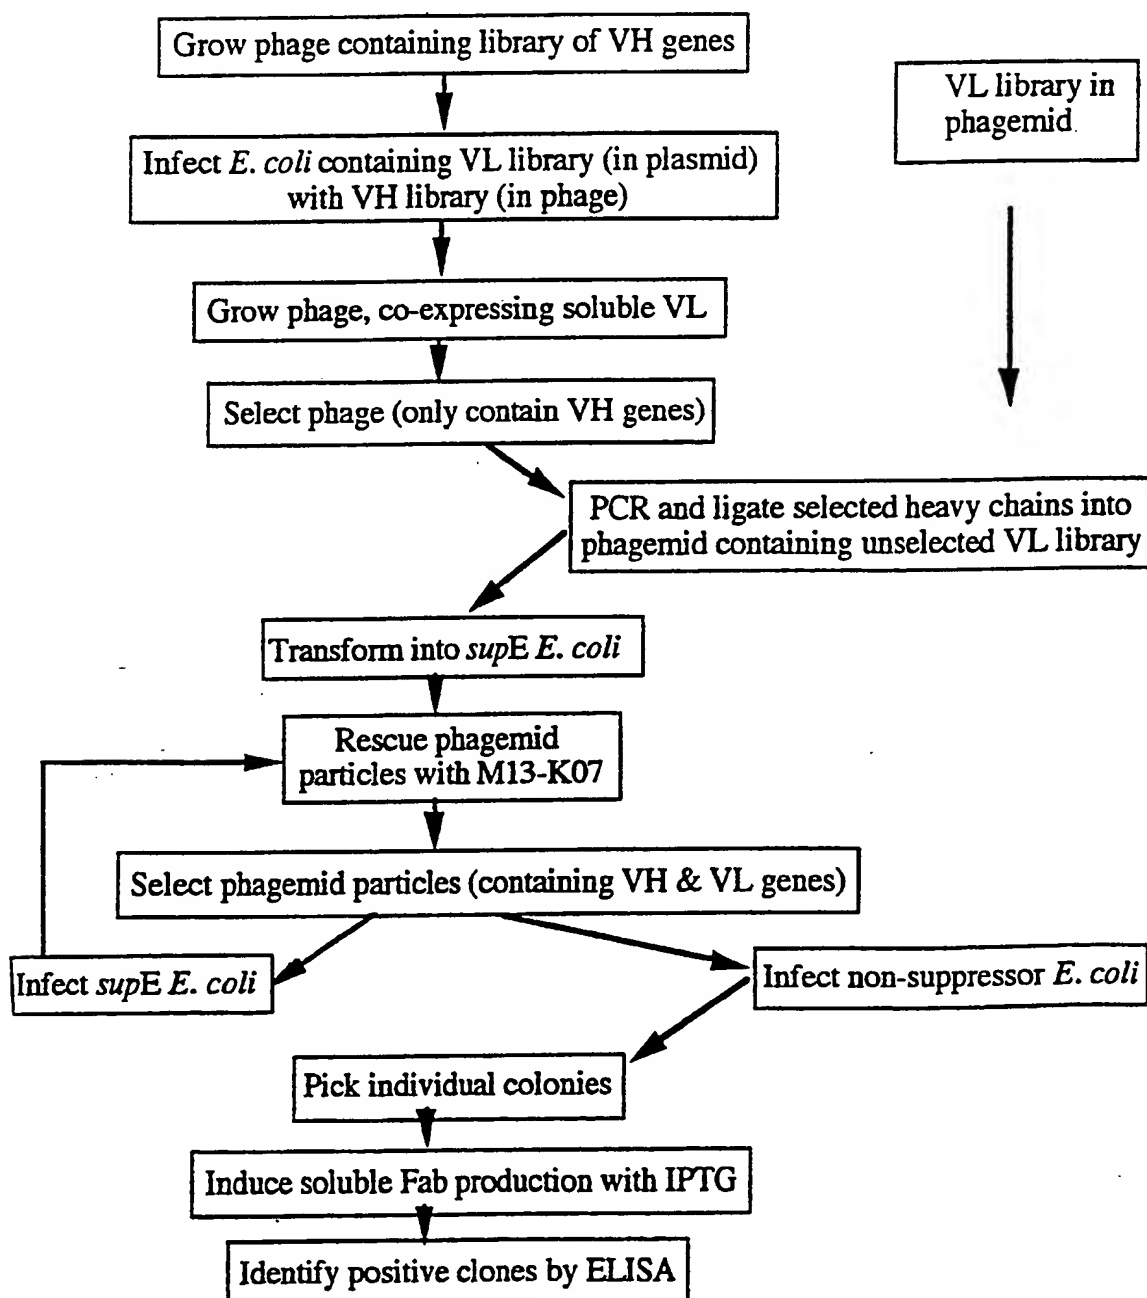 Grow phage containing library of VH genes
VL library in
phagemid
Infect E. coli containing VL library (in plasmid)
with VH library (in phage)
Grow phage, co-expressing soluble VL
Select phage (only contain VH genes)
PCR and ligate selected heavy chains into
phagemid containing unselected VL library
Transform into supE E. coli
Rescue phagemid
particles with M13-K07
Select phagemid particles (containing VH & VL genes)
Infect supE E. coli
Infect non-suppressor E. coli
Pick individual colonies
Induce soluble Fab production with IPTG
Identify positive clones by ELISA